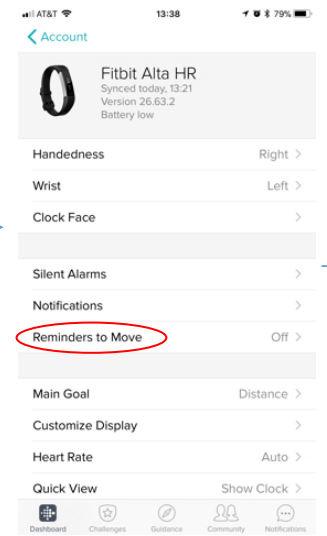 AT&T 13:38 79%
Account
Fitbit Alta HR
Synced today, 13:21
Version 26.63.2
Battery low
Handedness Right
Wrist Left
Clock Face
Silent Alarms
Notifications
Reminders to Move Off
Main Goal Distance
Customize Display
Heart Rate Auto
Quick View Show Clock
Dashboard Challenges Guidance Community Notifications